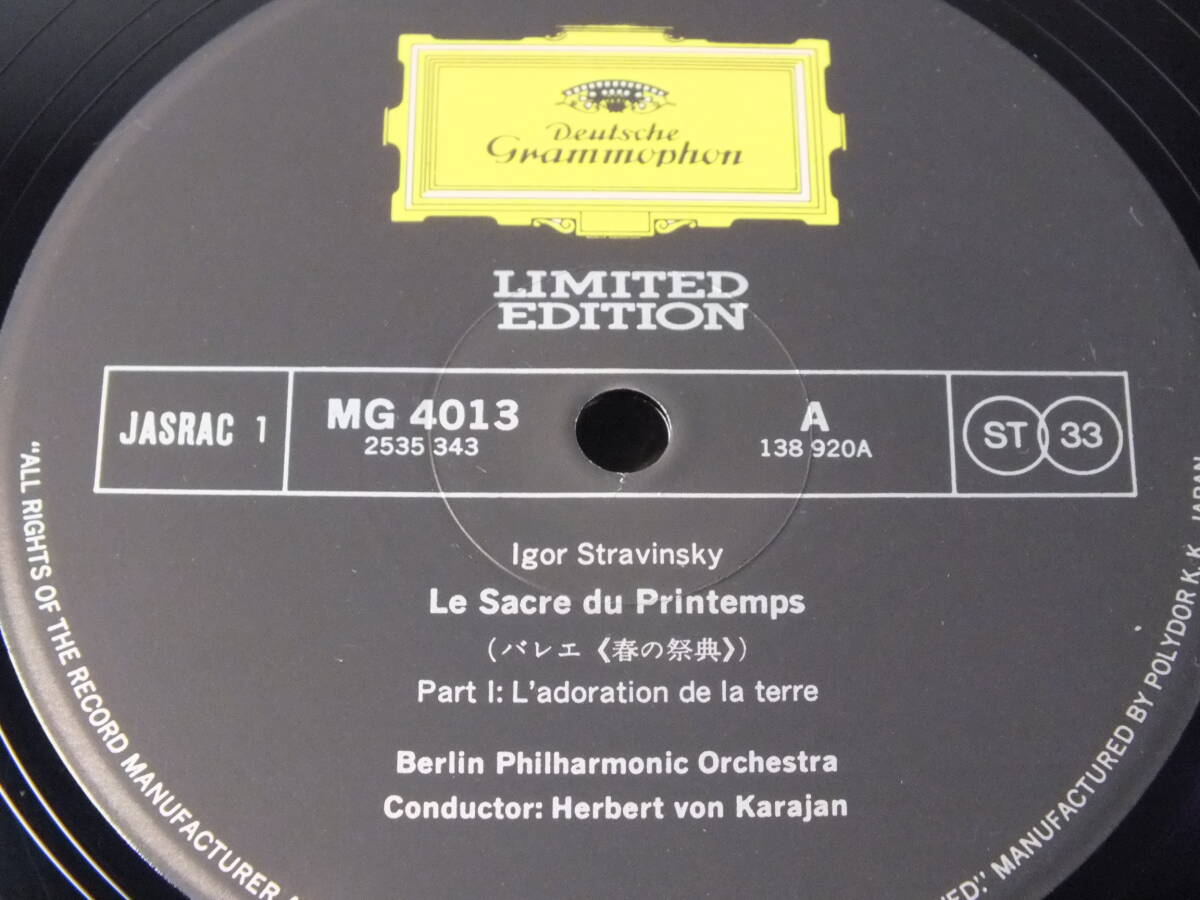 Deutsche
Grammophon
LIMITED
EDITION
JASRAC 1
MG 4013
2535 343
A
138 920A
ST 33
Igor Stravinsky
Le Sacre du Printemps
(バレエ《春の祭典》)
Part I: L'adoration de la terre
Berlin Philharmonic Orchestra
Conductor: Herbert von Karajan
"ALL RIGHTS OF THE RECORD MANUFACTURER
MANUFACTURED BY POLYDOR K.K. JAPAN